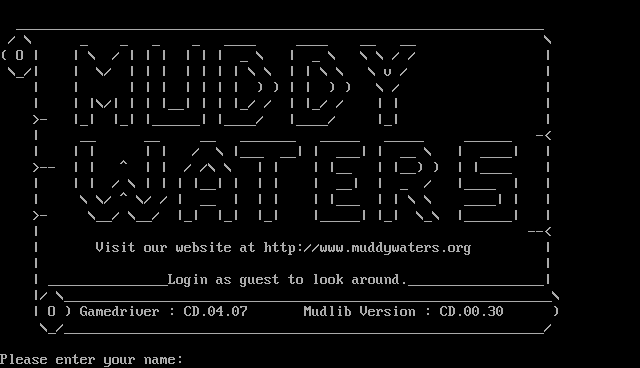 MUDDY
WATERS
Visit our website at http://www.muddywaters.org
Login as guest to look around.
Gamedriver : CD.04.07 Mudlib Version : CD.00.30
Please enter your name: